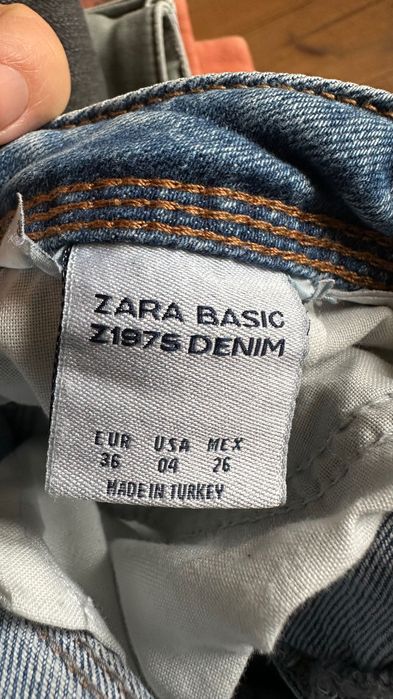 ZARA BASIC
Z1975 DENIM
EUR USA MEX
36 04 26
MADE IN TURKEY